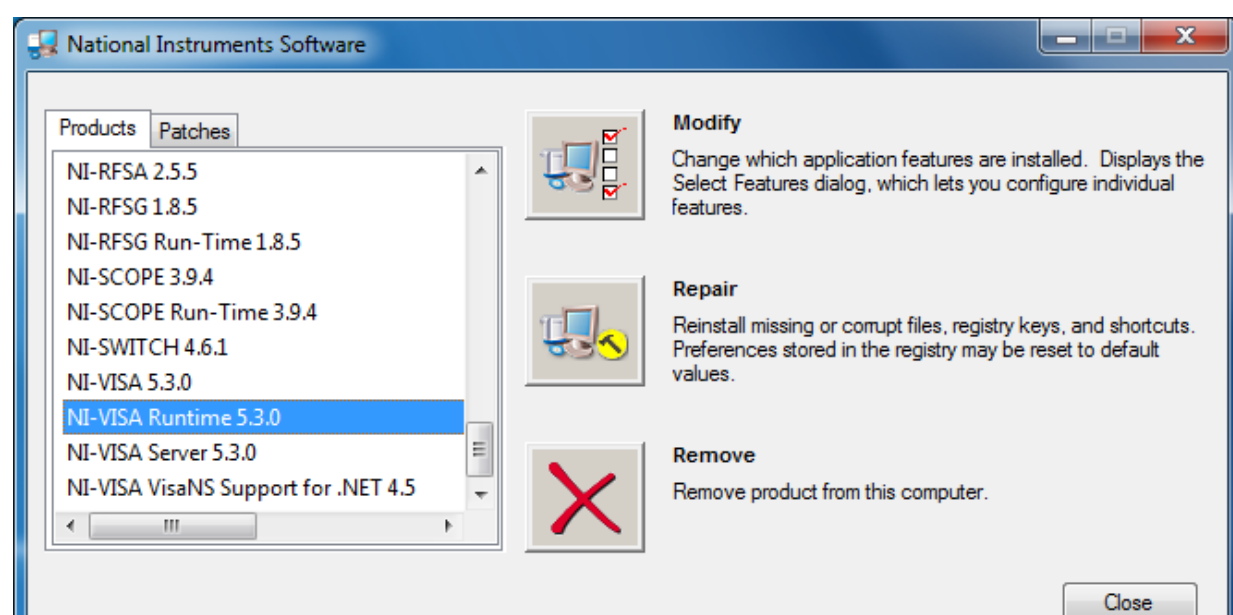 National Instruments Software
Products
Patches
NI-RFSA 2.5.5
NI-RFSG 1.8.5
NI-RFSG Run-Time 1.8.5
NI-SCOPE 3.9.4
NI-SCOPE Run-Time 3.9.4
NI-SWITCH 4.6.1
NI-VISA 5.3.0
NI-VISA Runtime 5.3.0
NI-VISA Server 5.3.0
NI-VISA VisaNS Support for .NET 4.5
Modify
Change which application features are installed. Displays the
Select Features dialog, which lets you configure individual
features.
Repair
Reinstall missing or corrupt files, registry keys, and shortcuts.
Preferences stored in the registry may be reset to default
values.
Remove
Remove product from this computer.
Close